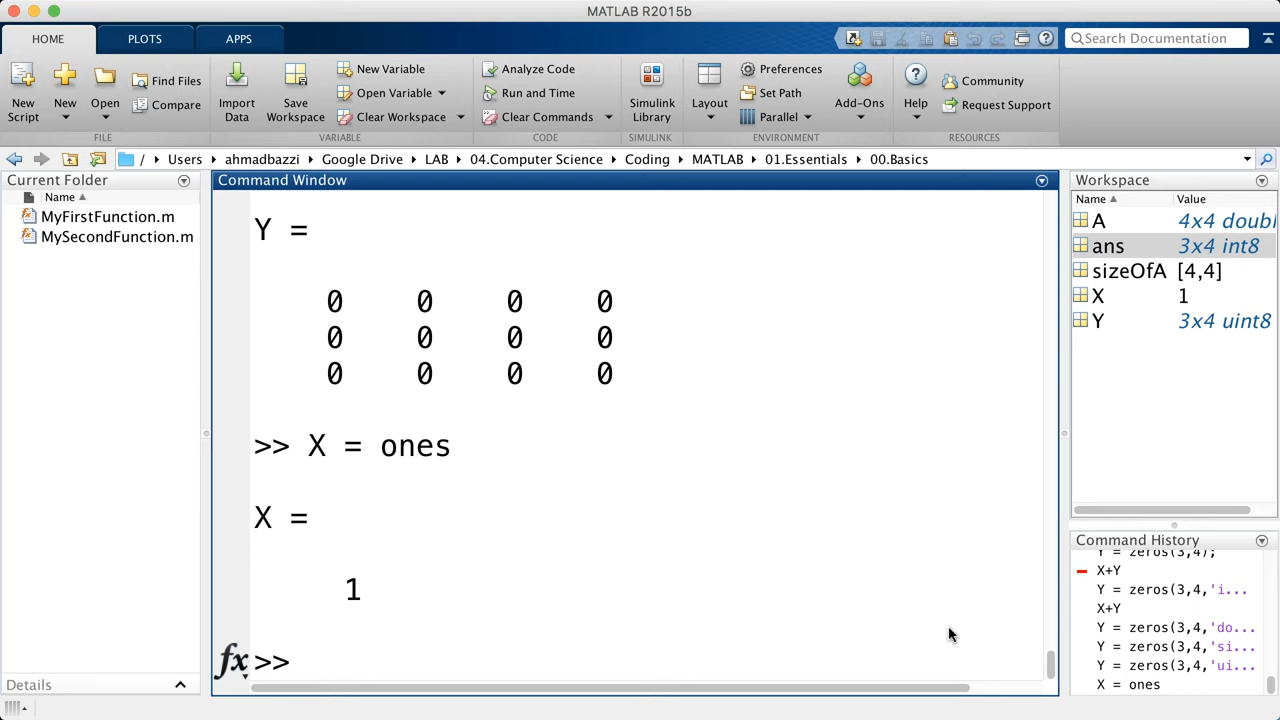 MATLAB R2015b
HOME PLOTS APPS
Search Documentation
New Script
New
Open
Find Files
Compare
FILE
Import Data
Save Workspace
New Variable
Open Variable
Clear Workspace
VARIABLE
Analyze Code
Run and Time
Clear Commands
CODE
Simulink Library
SIMULINK
Layout
Preferences
Set Path
Parallel
Add-Ons
ENVIRONMENT
Help
Community
Request Support
RESOURCES
/ Users ahmadbazzi Google Drive LAB 04.Computer Science Coding MATLAB 01.Essentials 00.Basics
Current Folder
Name
MyFirstFunction.m
MySecondFunction.m
Details
Command Window
Y =
0 0 0 0
0 0 0 0
0 0 0 0
>> X = ones
X =
1
fx >>
Workspace
Name Value
A 4x4 doubl
ans 3x4 int8
sizeOfA [4,4]
X 1
Y 3x4 uint8
Command History
Y = zeros(3,4);
X+Y
Y = zeros(3,4,'i...
X+Y
Y = zeros(3,4,'do...
Y = zeros(3,4,'si...
Y = zeros(3,4,'ui...
X = ones